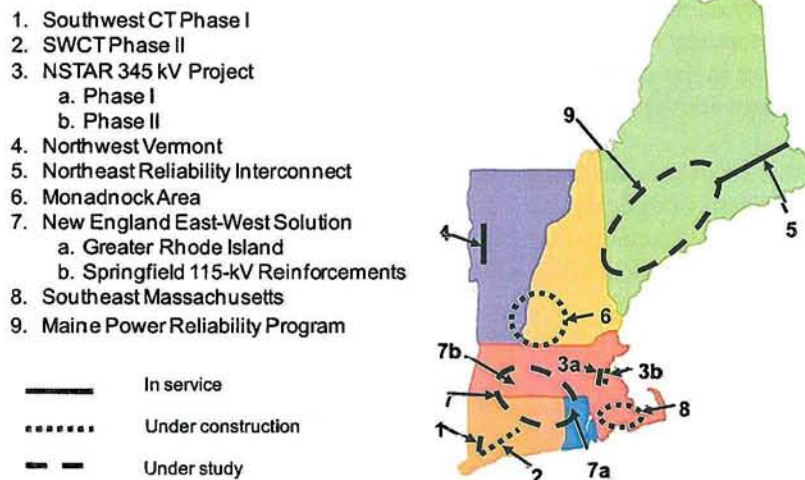 1. Southwest CT Phase I
2. SWCT Phase II
3. NSTAR 345 kV Project
a. Phase I
b. Phase II
4. Northwest Vermont
5. Northeast Reliability Interconnect
6. Monadnock Area
7. New England East-West Solution
a. Greater Rhode Island
b. Springfield 115-kV Reinforcements
8. Southeast Massachusetts
9. Maine Power Reliability Program
In service
Under construction
Under study
9
5
4
6
7b
3a
3b
7
8
1
2
7a